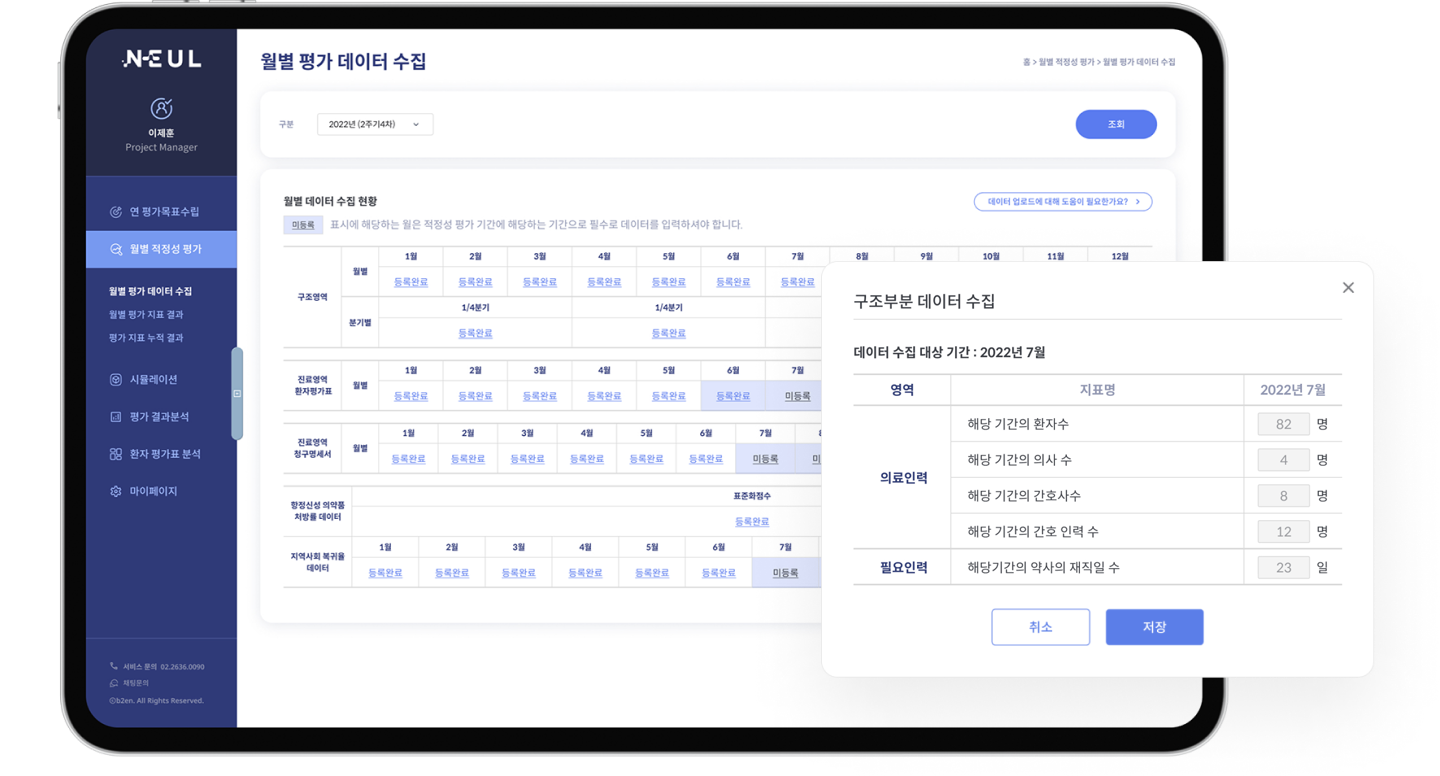 NEUL
이제훈
Project Manager
연 평가목표수립
월별 적정성 평가
월별 평가 데이터 수집
월별 평가 지표 결과
평가 지표 누적 결과
시뮬레이션
평가 결과분석
환자 평가표 분석
마이페이지
서비스 문의 02.2636.0090
채팅문의
©b2en. All Rights Reserved.
월별 평가 데이터 수집
홈 > 월별 적정성 평가 > 월별 평가 데이터 수집
구분 2022년 (2주기4차) 조회
월별 데이터 수집 현황
데이터 업로드에 대해 도움이 필요한가요? >
미등록 표시에 해당하는 월은 적정성 평가 기간에 해당하는 기간으로 필수로 데이터를 입력하셔야 합니다.
구조영역
월별
1월 2월 3월 4월 5월 6월 7월 8월 9월 10월 11월 12월
등록완료 등록완료 등록완료 등록완료 등록완료 등록완료 등록완료
분기별
1/4분기 1/4분기
등록완료 등록완료
진료영역
환자평가표
월별
1월 2월 3월 4월 5월 6월 7월
등록완료 등록완료 등록완료 등록완료 등록완료 등록완료 미등록
진료영역
청구명세서
월별
1월 2월 3월 4월 5월 6월 7월
등록완료 등록완료 등록완료 등록완료 등록완료 등록완료 미등록
항정신성 의약품
처방률 데이터
표준화점수
등록완료
지역사회 복귀율
데이터
1월 2월 3월 4월 5월 6월 7월
등록완료 등록완료 등록완료 등록완료 등록완료 등록완료 미등록
구조부분 데이터 수집
데이터 수집 대상 기간 : 2022년 7월
영역 지표명 2022년 7월
의료인력
해당 기간의 환자수 82 명
해당 기간의 의사 수 4 명
해당 기간의 간호사수 8 명
해당 기간의 간호 인력 수 12 명
필요인력 해당기간의 약사의 재직일 수 23 일
취소 저장